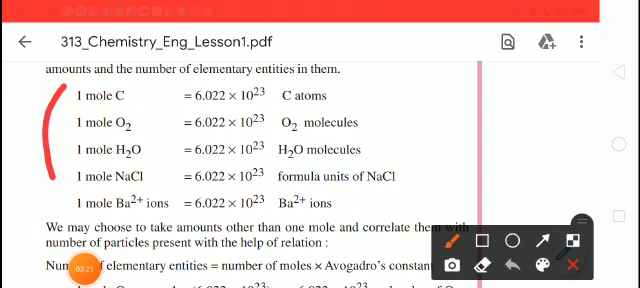 313_Chemistry_Eng_Lesson1.pdf
amounts and the number of elementary entities in them.
1 mole C = 6.022 × 10²³ C atoms
1 mole O₂ = 6.022 × 10²³ O₂ molecules
1 mole H₂O = 6.022 × 10²³ H₂O molecules
1 mole NaCl = 6.022 × 10²³ formula units of NaCl
1 mole Ba²⁺ ions = 6.022 × 10²³ Ba²⁺ ions
We may choose to take amounts other than one mole and correlate them with
number of particles present with the help of relation :
f elementary entities = number of moles × Avogadro's constant
03:21